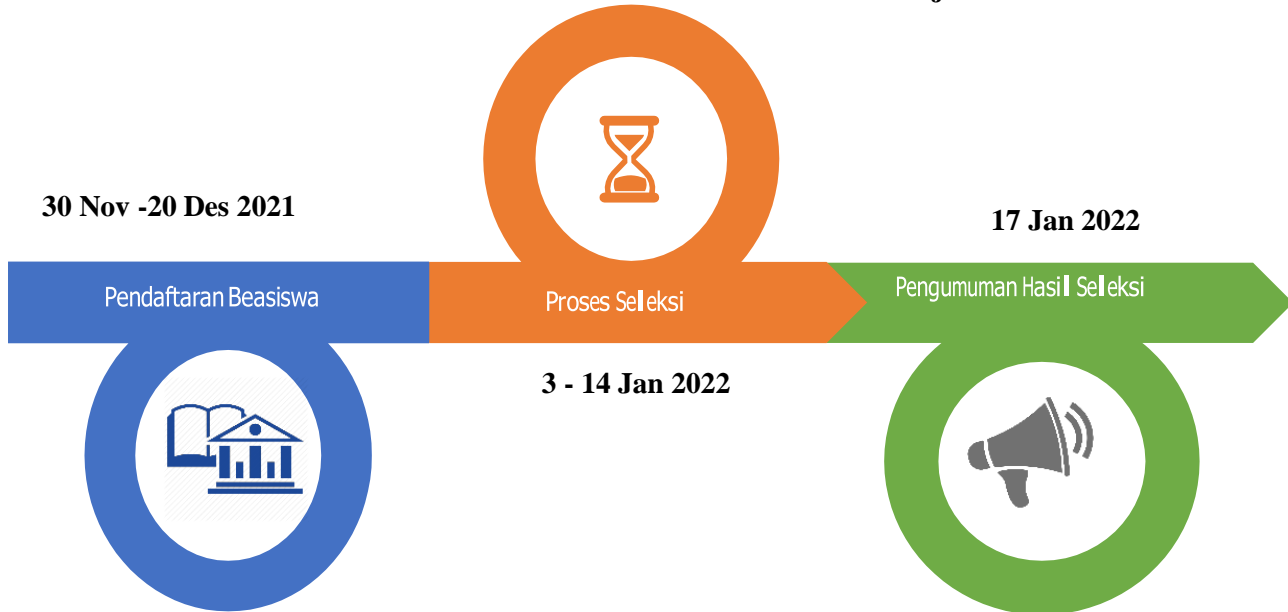 30 Nov -20 Des 2021
17 Jan 2022
Pendaftaran Beasiswa
Proses Seleksi
Pengumuman Hasil Seleksi
3 - 14 Jan 2022